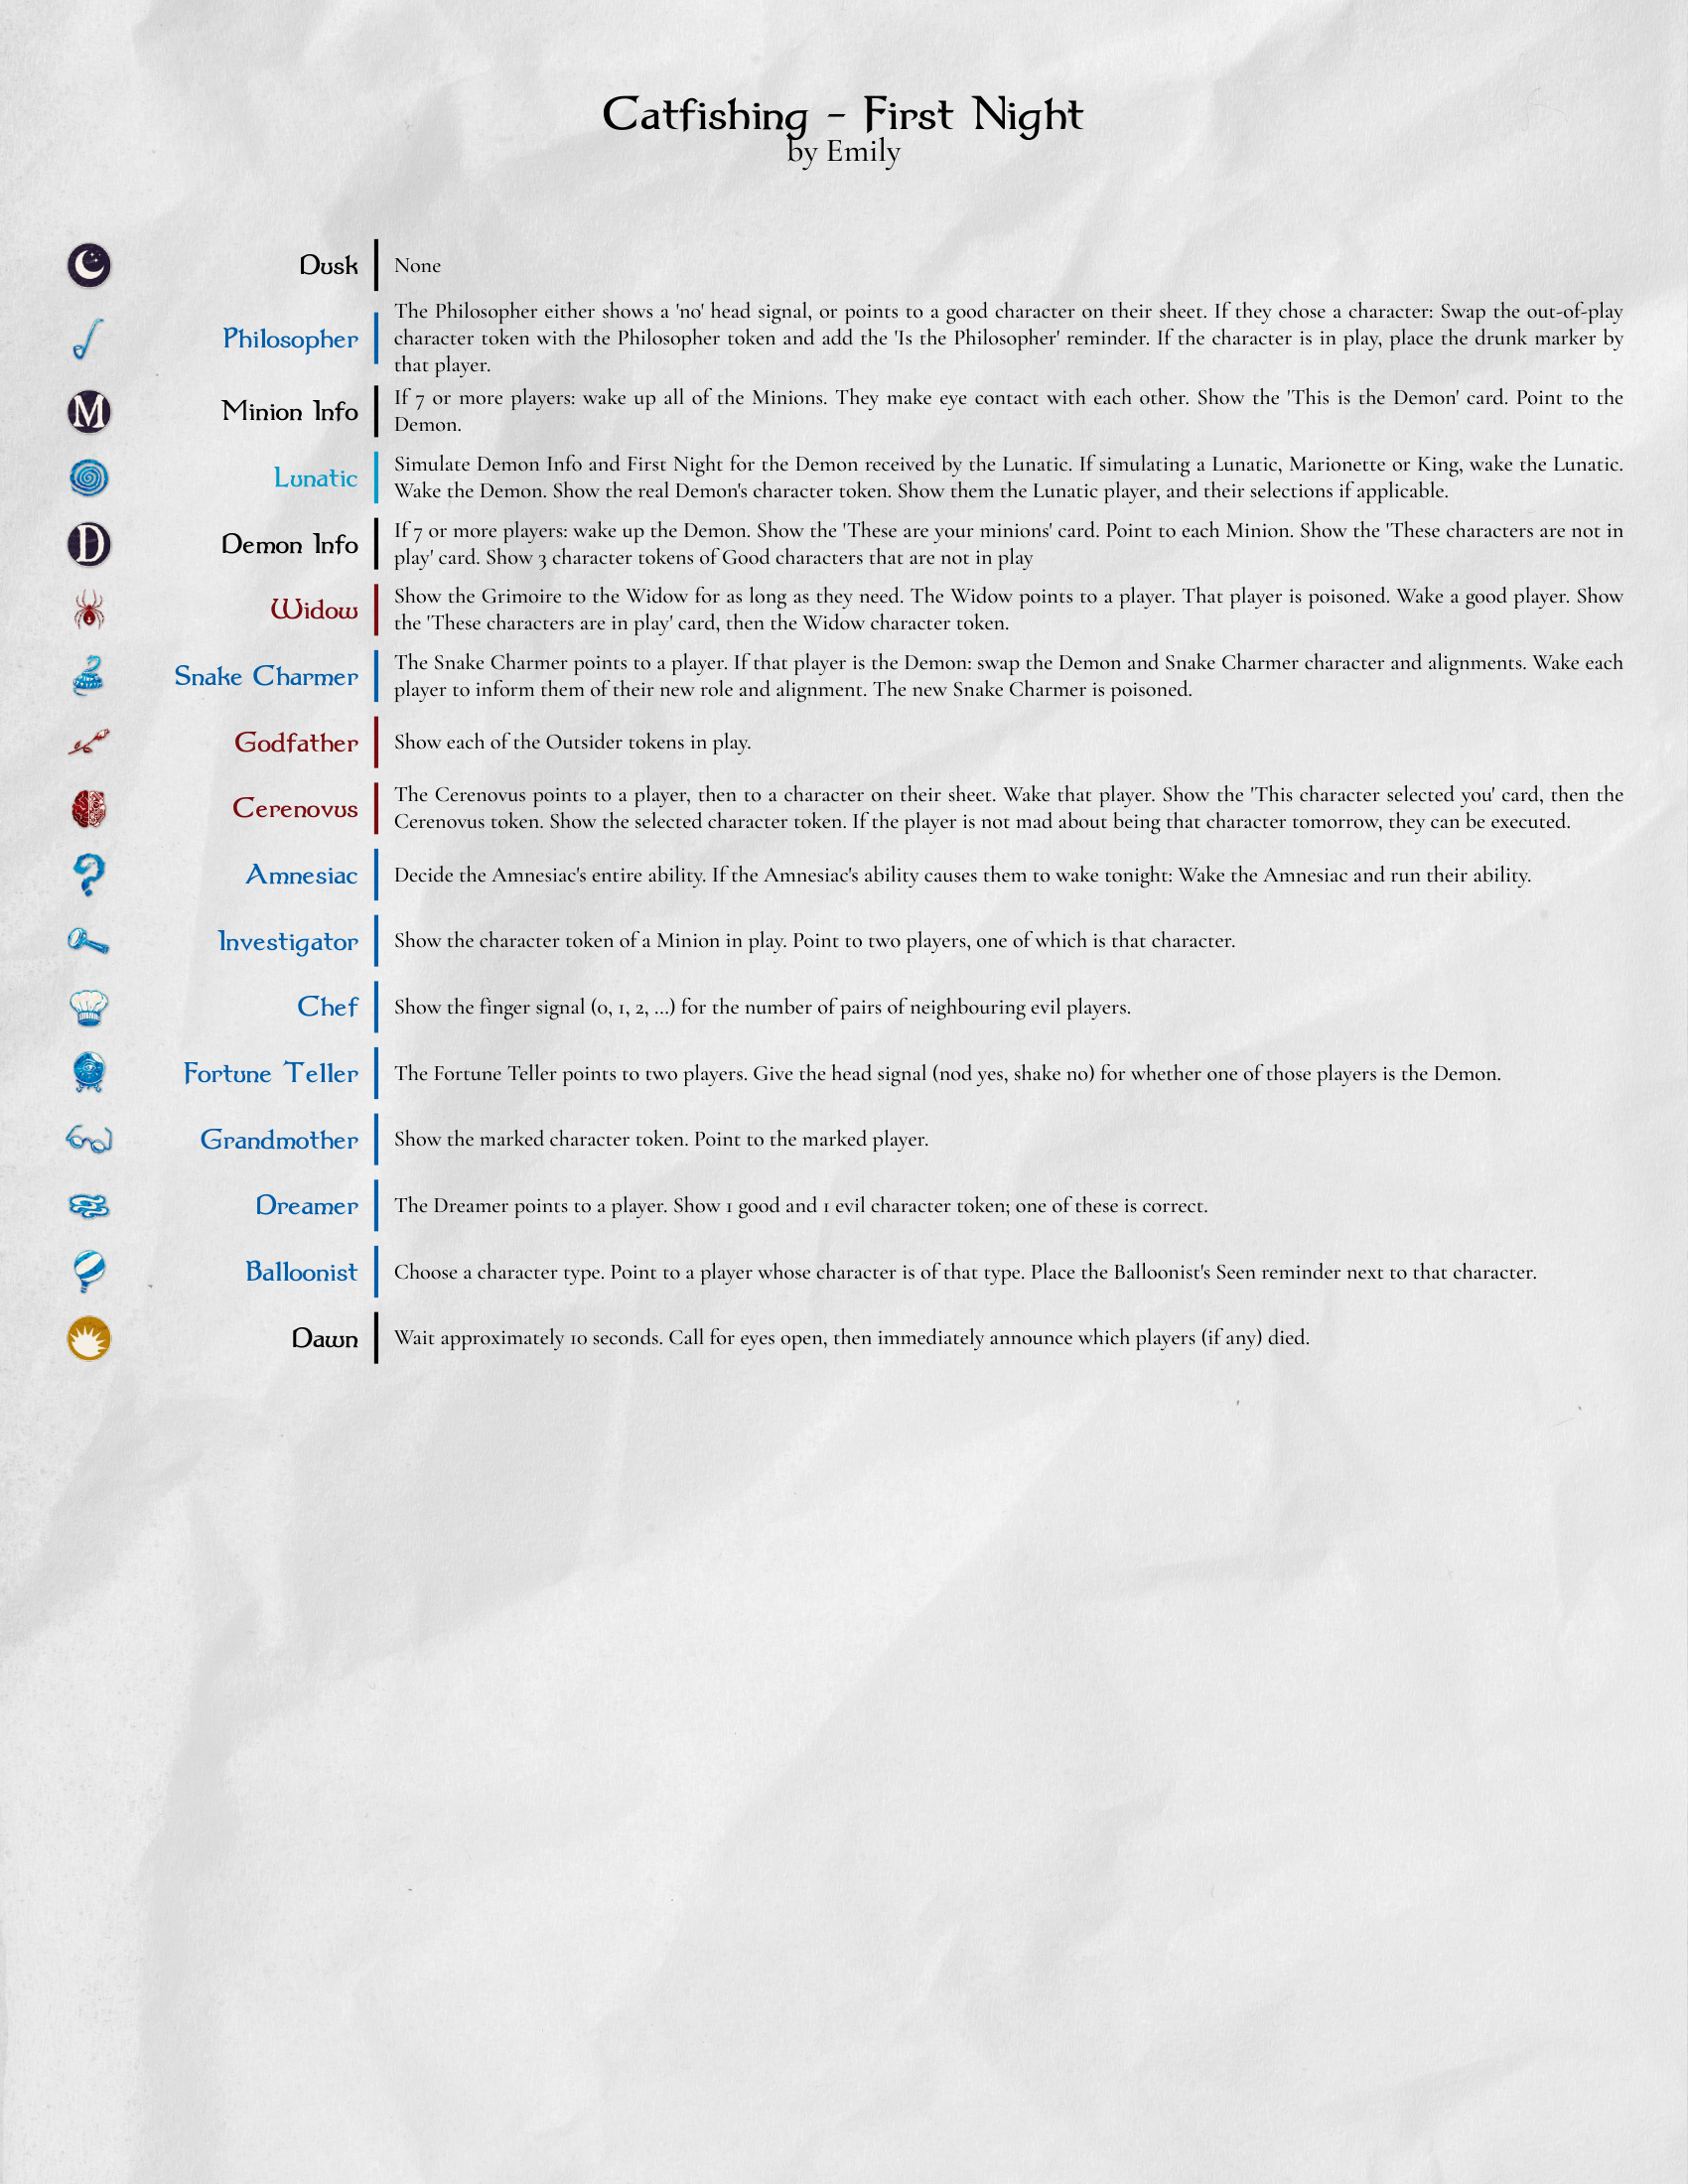 Catfishing - First Night
by Emily
Dusk
None
Philosopher
The Philosopher either shows a 'no' head signal, or points to a good character on their sheet. If they chose a character: Swap the out-of-play
character token with the Philosopher token and add the 'Is the Philosopher' reminder. If the character is in play, place the drunk marker by
that player.
M
Minion Info
If 7 or more players: wake up all of the Minions. They make eye contact with each other. Show the 'This is the Demon' card. Point to the
Demon.
Lunatic
Simulate Demon Info and First Night for the Demon received by the Lunatic. If simulating a Lunatic, Marionette or King, wake the Lunatic.
Wake the Demon. Show the real Demon's character token. Show them the Lunatic player, and their selections if applicable.
D
Demon Info
If 7 or more players: wake up the Demon. Show the 'These are your minions' card. Point to each Minion. Show the 'These characters are not in
play' card. Show 3 character tokens of Good characters that are not in play
Widow
Show the Grimoire to the Widow for as long as they need. The Widow points to a player. That player is poisoned. Wake a good player. Show
the 'These characters are in play' card, then the Widow character token.
Snake Charmer
The Snake Charmer points to a player. If that player is the Demon: swap the Demon and Snake Charmer character and alignments. Wake each
player to inform them of their new role and alignment. The new Snake Charmer is poisoned.
Godfather
Show each of the Outsider tokens in play.
Cerenovus
The Cerenovus points to a player, then to a character on their sheet. Wake that player. Show the 'This character selected you' card, then the
Cerenovus token. Show the selected character token. If the player is not mad about being that character tomorrow, they can be executed.
?
Amnesiac
Decide the Amnesiac's entire ability. If the Amnesiac's ability causes them to wake tonight: Wake the Amnesiac and run their ability.
Investigator
Show the character token of a Minion in play. Point to two players, one of which is that character.
Chef
Show the finger signal (0, 1, 2, ...) for the number of pairs of neighbouring evil players.
Fortune Teller
The Fortune Teller points to two players. Give the head signal (nod yes, shake no) for whether one of those players is the Demon.
Grandmother
Show the marked character token. Point to the marked player.
Dreamer
The Dreamer points to a player. Show 1 good and 1 evil character token; one of these is correct.
Balloonist
Choose a character type. Point to a player whose character is of that type. Place the Balloonist's Seen reminder next to that character.
Dawn
Wait approximately 10 seconds. Call for eyes open, then immediately announce which players (if any) died.